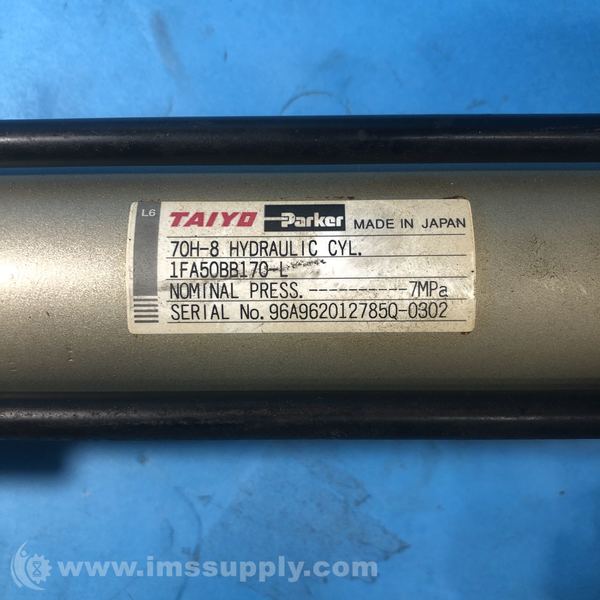 L6 TAIYO Parker MADE IN JAPAN
70H-8 HYDRAULIC CYL.
1FA50BB170-L
NOMINAL PRESS. ----------7MPa
SERIAL No. 96A962012785Q-0302
www.imssupply.com